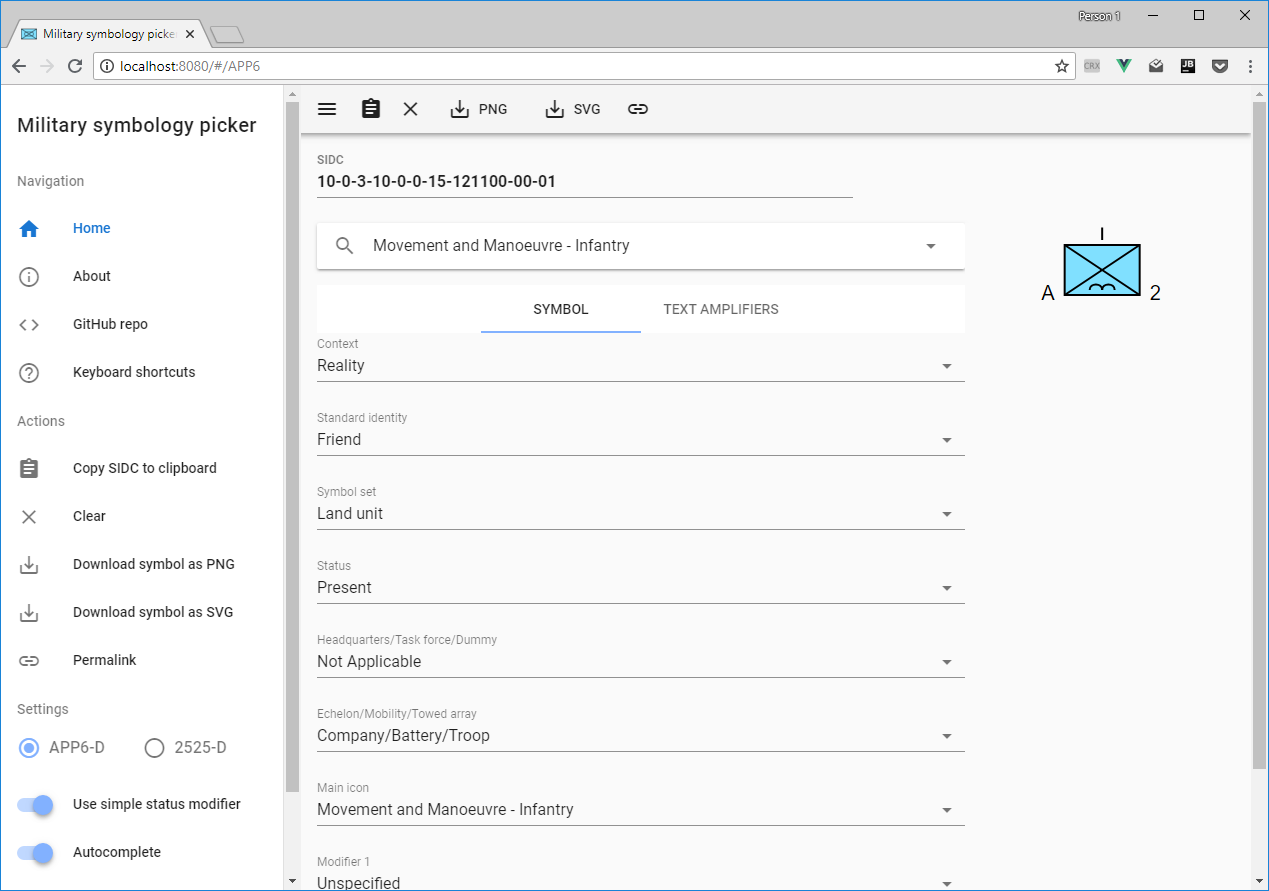 Person 1
Military symbology picke
localhost:8080/#/APP6
CRX
JB
Military symbology picker
Navigation
Home
About
GitHub repo
Keyboard shortcuts
Actions
Copy SIDC to clipboard
Clear
Download symbol as PNG
Download symbol as SVG
Permalink
Settings
APP6-D
2525-D
Use simple status modifier
Autocomplete
PNG
SVG
SIDC
10-0-3-10-0-0-15-121100-00-01
Movement and Manoeuvre - Infantry
SYMBOL
TEXT AMPLIFIERS
Context
Reality
Standard identity
Friend
Symbol set
Land unit
Status
Present
Headquarters/Task force/Dummy
Not Applicable
Echelon/Mobility/Towed array
Company/Battery/Troop
Main icon
Movement and Manoeuvre - Infantry
Modifier 1
Unspecified
A
2